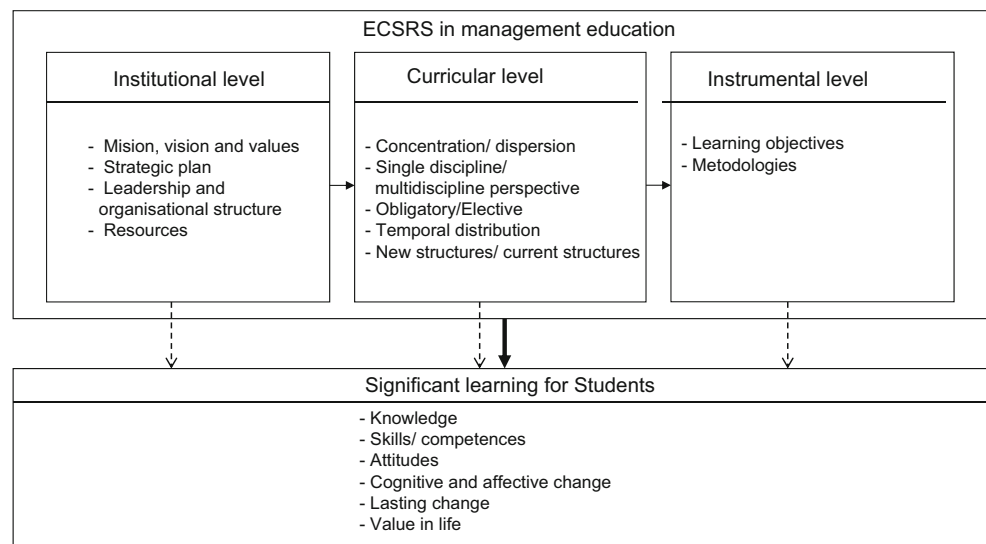 ECSRS in management education
Institutional level
- Mision, vision and values
- Strategic plan
- Leadership and
organisational structure
- Resources
Curricular level
- Concentration/ dispersion
- Single discipline/
multidiscipline perspective
- Obligatory/Elective
- Temporal distribution
- New structures/ current structures
Instrumental level
- Learning objectives
- Metodologies
Significant learning for Students
- Knowledge
- Skills/ competences
- Attitudes
- Cognitive and affective change
- Lasting change
- Value in life